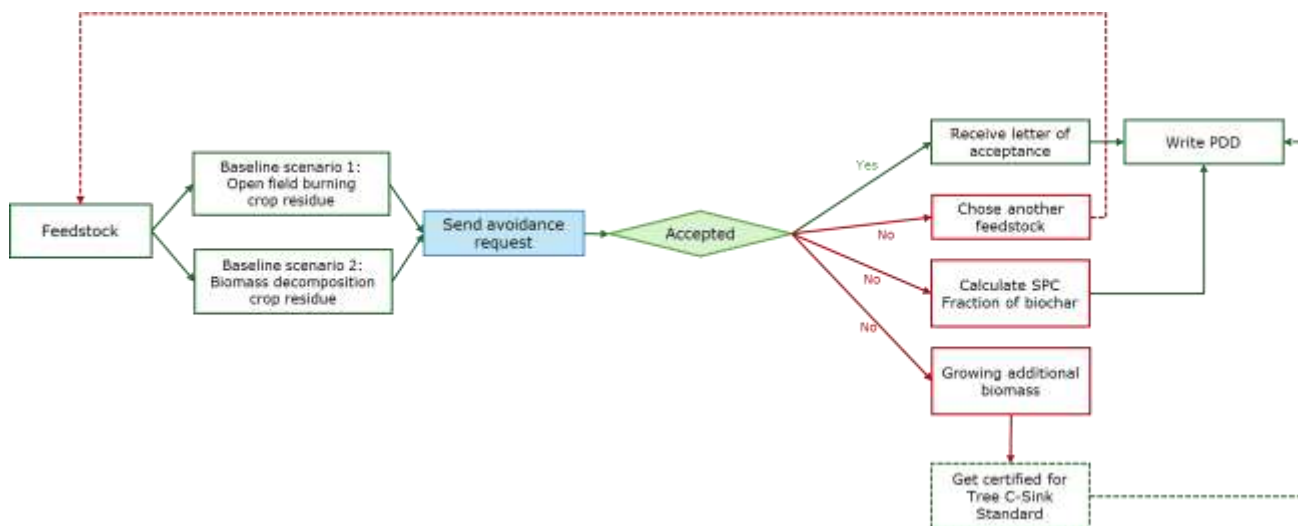 Feedstock
Baseline scenario 1:
Open field burning
crop residue
Baseline scenario 2:
Biomass decomposition
crop residue
Send avoidance
request
Accepted
Yes
No
No
No
Receive letter of
acceptance
Write PDD
Chose another
feedstock
Calculate SPC
Fraction of biochar
Growing additional
biomass
Get certified for
Tree C-Sink
Standard